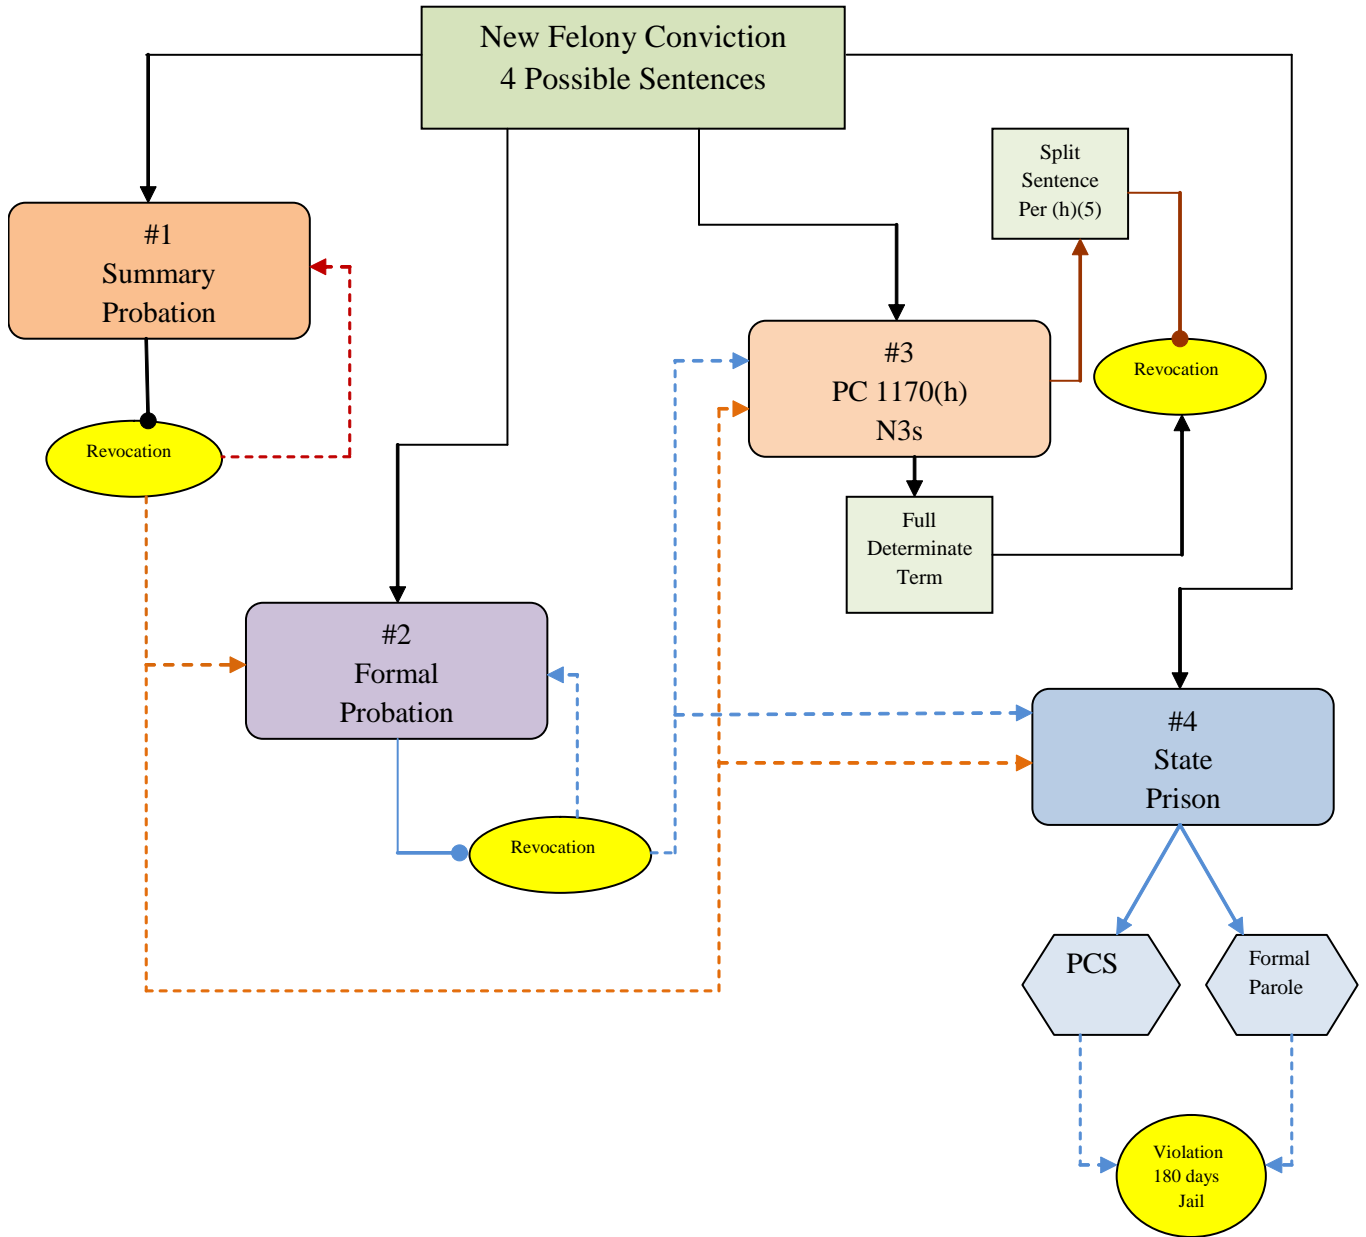 New Felony Conviction
4 Possible Sentences
Split
Sentence
Per (h)(5)
#1
Summary
Probation
#3
PC 1170(h)
N3s
Revocation
Revocation
Full
Determinate
Term
#2
Formal
Probation
#4
State
Prison
Revocation
PCS
Formal
Parole
Violation
180 days
Jail